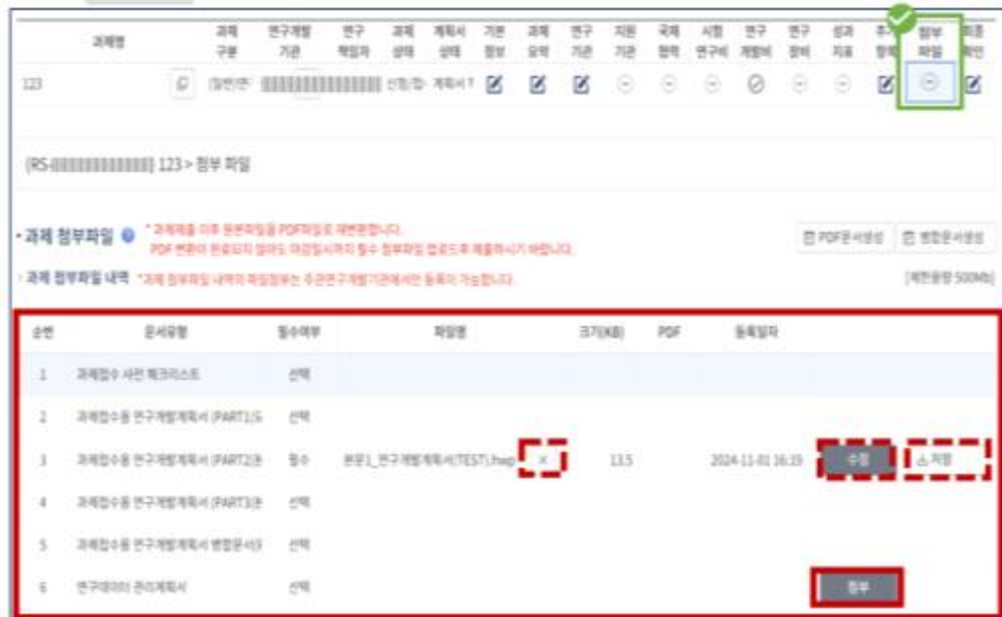 과제명 과제 구분 연구개발 기관 연구 책임자 과제 상태 계획서 상태 기본 정보 과제 요약 연구 기관 지원 기관 국제 협력 시험 연구비 연구 개발비 연구 장비 성과 지표 첨부 파일 최종 확인
123 신청/접- 계획서
(RS- ) 123 > 첨부 파일
• 과제 첨부파일 * 과제제출 이후 원본파일을 PDF파일로 재변환합니다.
PDF 변환이 완료되지 않아도 마감일시까지 필수 첨부파일 업로드후 제출하시기 바랍니다.
PDF문서생성 병합문서생성
> 과제 첨부파일 내역 *과제 첨부파일 내역의 파일첨부는 주관연구개발기관에서만 등록이 가능합니다.
[제한용량 500Mb]
순번 문서유형 필수여부 파일명 크기(KB) PDF 등록일자
1 과제접수 사전 체크리스트 선택
2 과제접수용 연구개발계획서 (PART1) 선택
3 과제접수용 연구개발계획서 (PART2) 필수 본문1_연구개발계획서(TEST).hwp × 13.5 2024-11-01 16:19 수정 저장
4 과제접수용 연구개발계획서 (PART3) 선택
5 과제접수용 연구개발계획서 병합문서 선택
6 연구데이터 관리계획서 선택 첨부